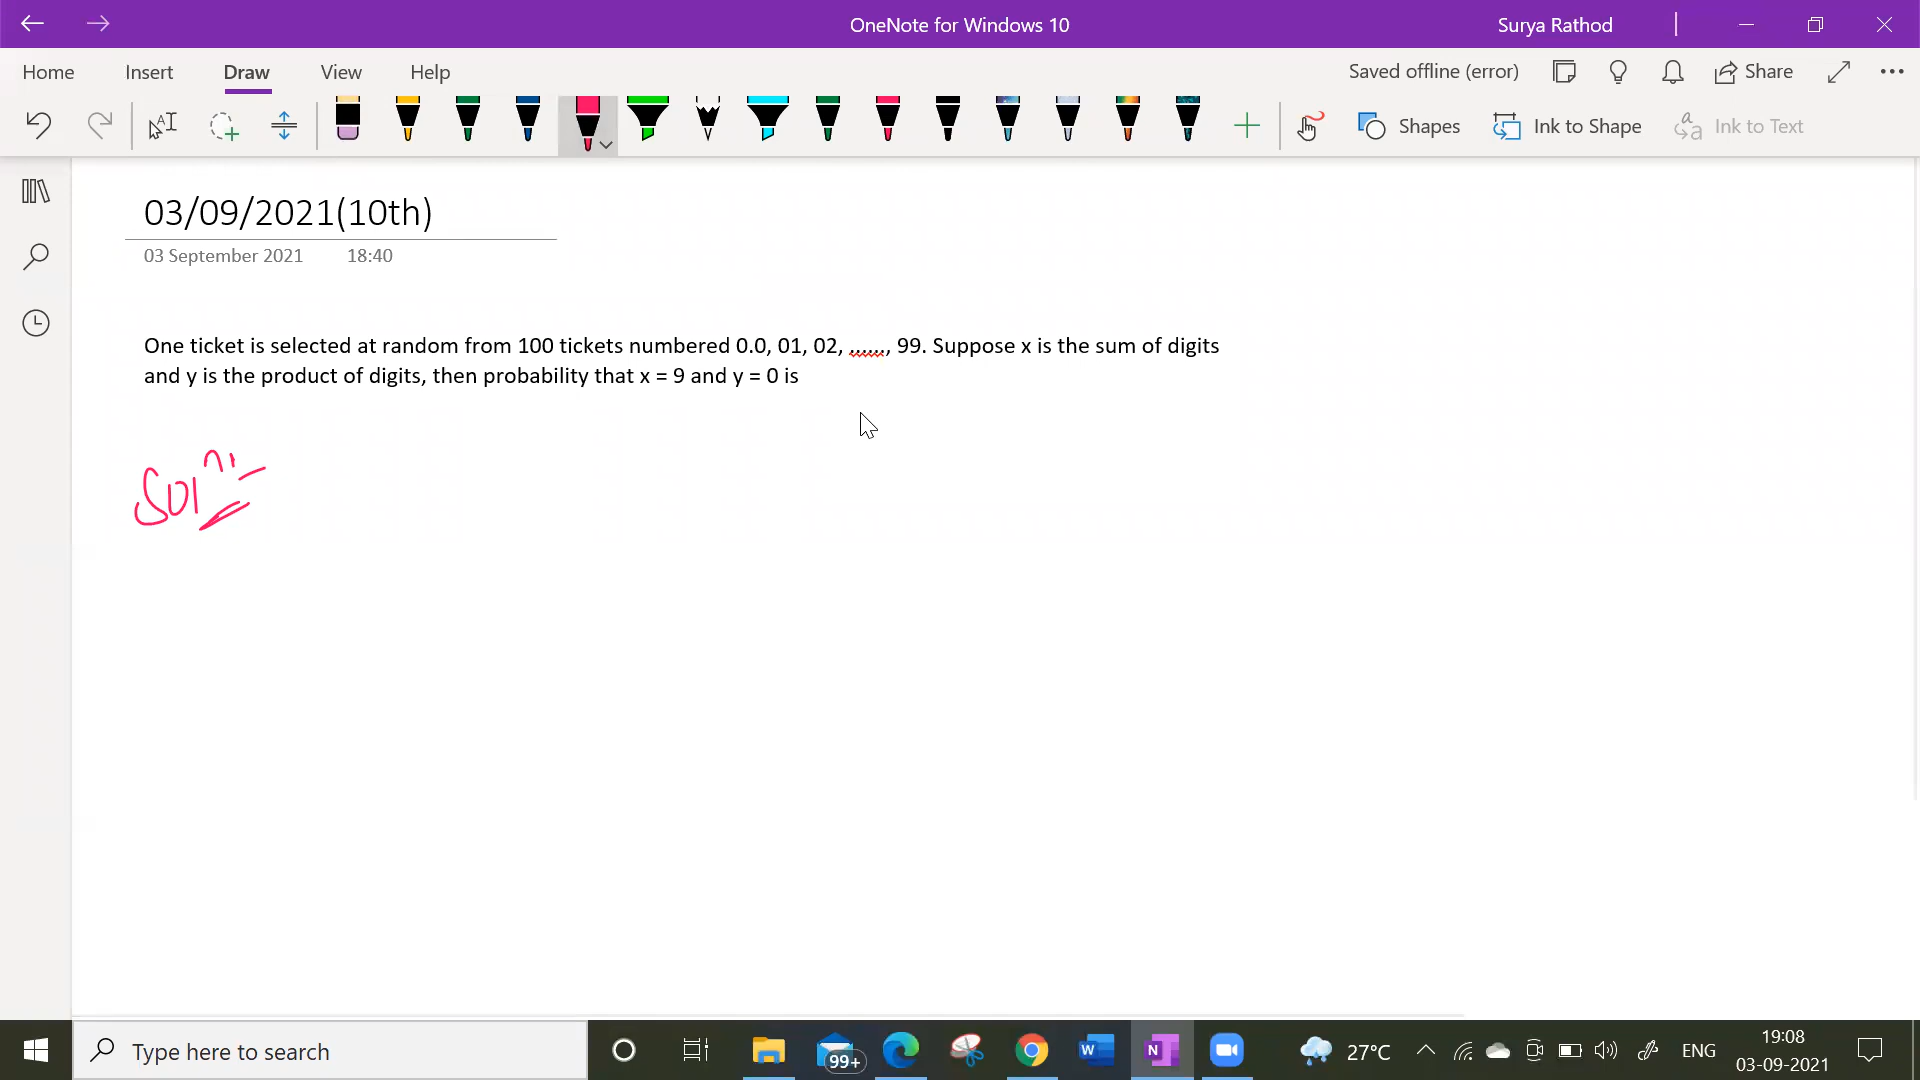 OneNote for Windows 10
Surya Rathod
Home Insert Draw View Help
Saved offline (error) Share
Shapes Ink to Shape Ink to Text
03/09/2021(10th)
03 September 2021 18:40
One ticket is selected at random from 100 tickets numbered 0.0, 01, 02, ,,,,,,, 99. Suppose x is the sum of digits
and y is the product of digits, then probability that x = 9 and y = 0 is
Soln:-
Type here to search
99+
27°C
ENG
19:08
03-09-2021